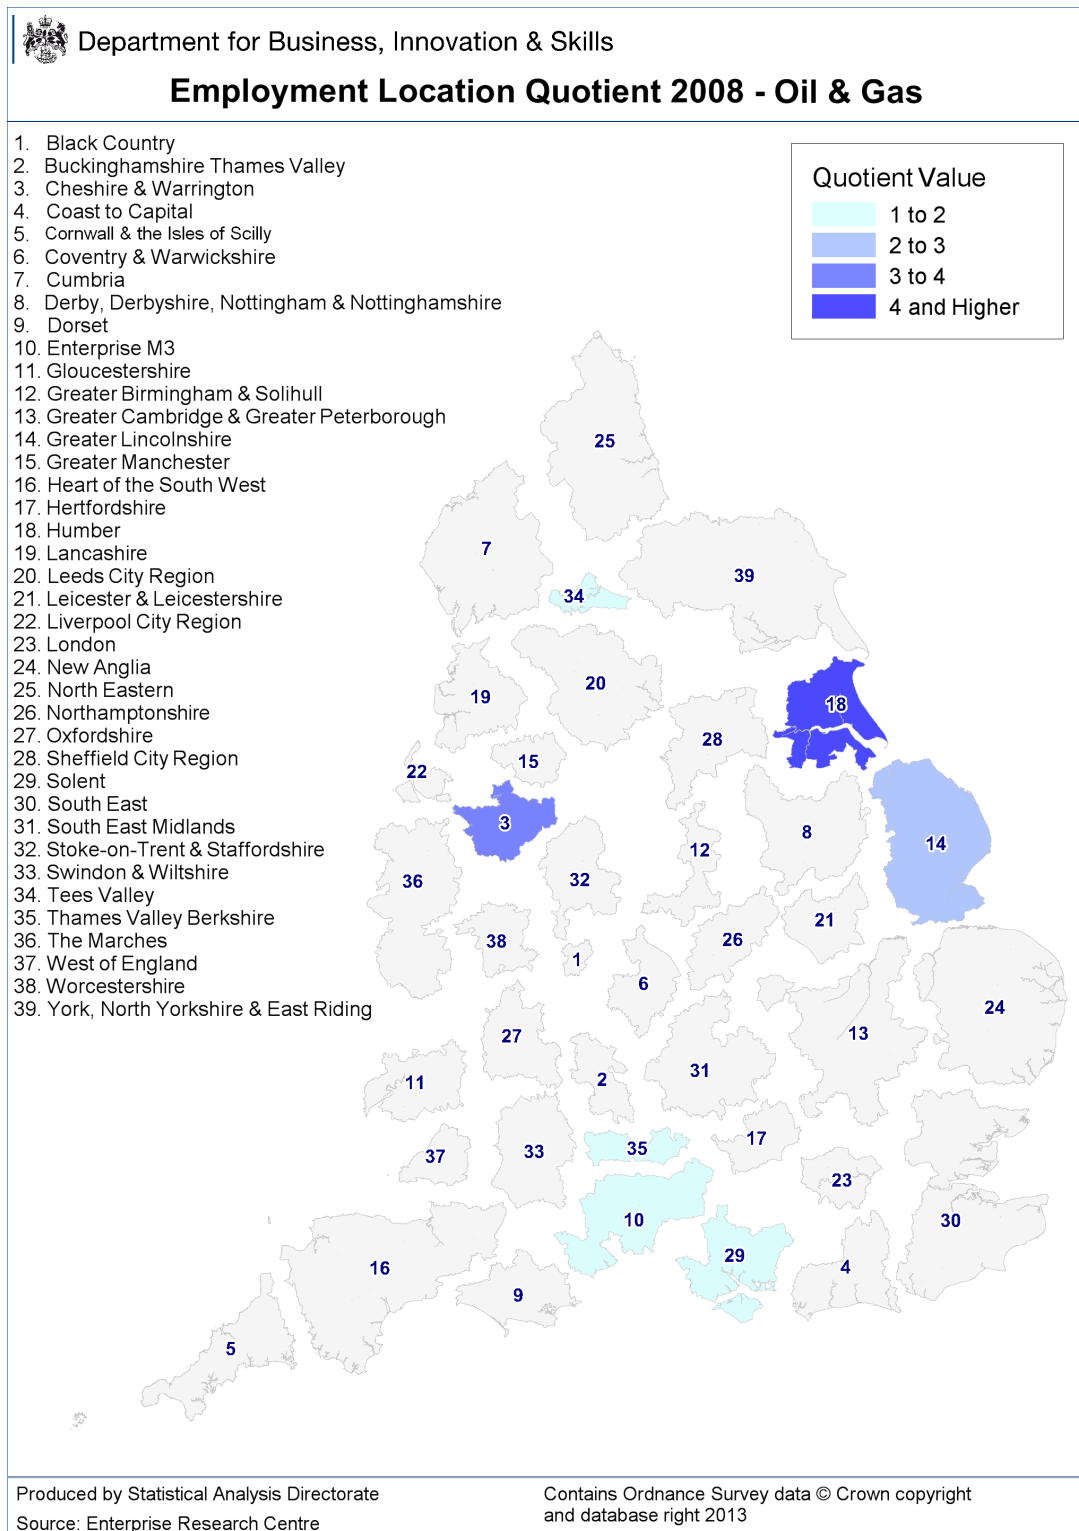 Department for Business, Innovation & Skills
Employment Location Quotient 2008 - Oil & Gas
1. Black Country
2. Buckinghamshire Thames Valley
3. Cheshire & Warrington
4. Coast to Capital
5. Cornwall & the Isles of Scilly
6. Coventry & Warwickshire
7. Cumbria
8. Derby, Derbyshire, Nottingham & Nottinghamshire
9. Dorset
10. Enterprise M3
11. Gloucestershire
12. Greater Birmingham & Solihull
13. Greater Cambridge & Greater Peterborough
14. Greater Lincolnshire
15. Greater Manchester
16. Heart of the South West
17. Hertfordshire
18. Humber
19. Lancashire
20. Leeds City Region
21. Leicester & Leicestershire
22. Liverpool City Region
23. London
24. New Anglia
25. North Eastern
26. Northamptonshire
27. Oxfordshire
28. Sheffield City Region
29. Solent
30. South East
31. South East Midlands
32. Stoke-on-Trent & Staffordshire
33. Swindon & Wiltshire
34. Tees Valley
35. Thames Valley Berkshire
36. The Marches
37. West of England
38. Worcestershire
39. York, North Yorkshire & East Riding
Quotient Value
1 to 2
2 to 3
3 to 4
4 and Higher
25
7
39
34
20
19
18
28
15
22
3
8
14
12
36
32
21
38
26
1
6
24
13
27
31
11
2
17
35
33
37
23
10
30
29
16
4
9
5
Produced by Statistical Analysis Directorate
Source: Enterprise Research Centre
Contains Ordnance Survey data © Crown copyright
and database right 2013